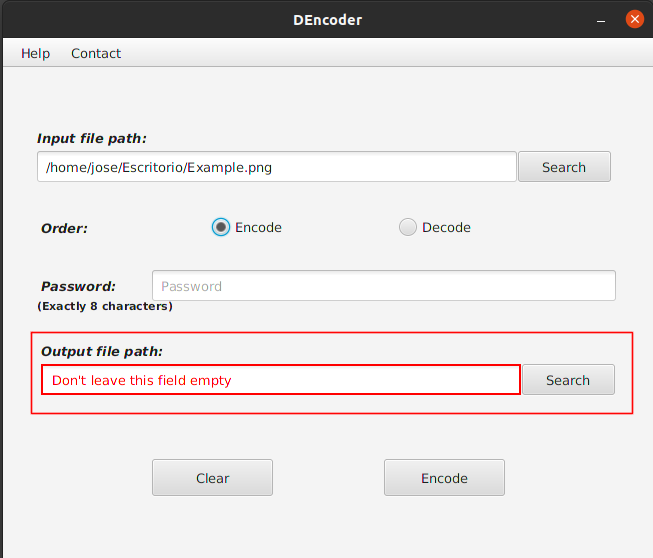 DEncoder
Help Contact
Input file path:
/home/jose/Escritorio/Example.png Search
Order: Encode Decode
Password: Password
(Exactly 8 characters)
Output file path:
Don't leave this field empty Search
Clear Encode